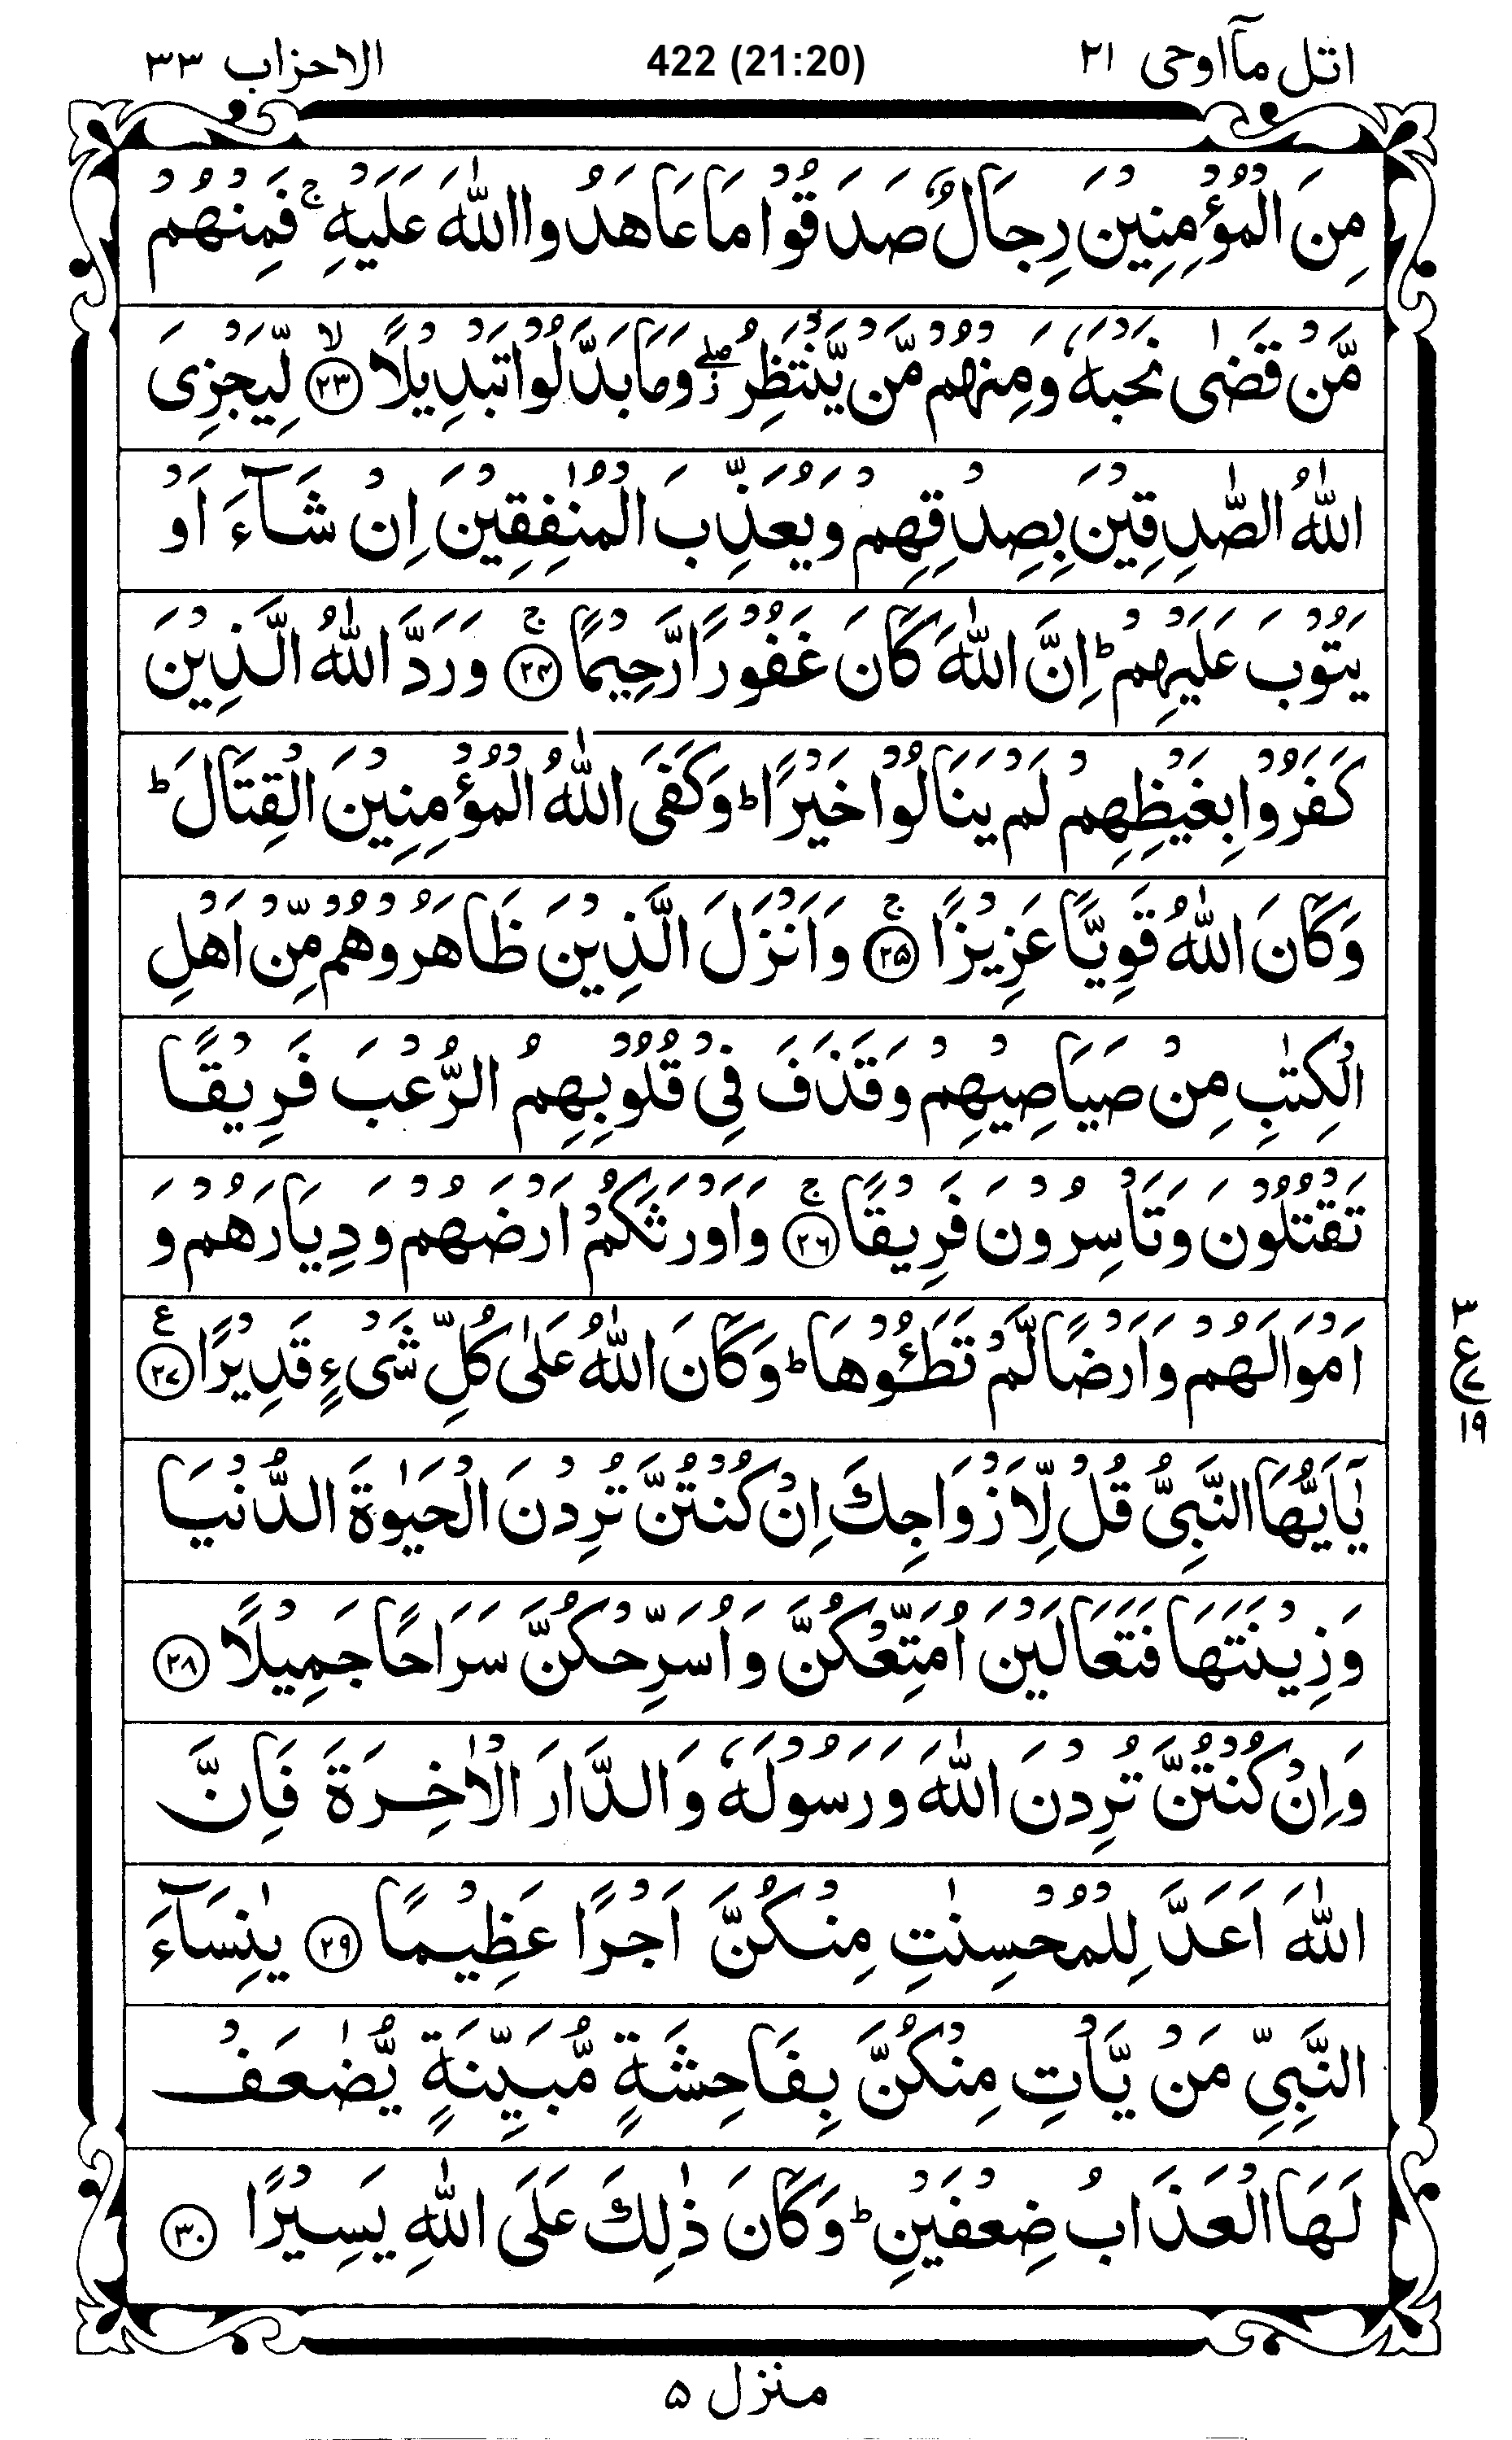 اتل مآاوحی ۲۱
422 (21:20)
الاحزاب ۳۳
مِنَ الْمُؤْمِنِيْنَ رِجَالٌ صَدَقُوْا مَا عَاهَدُوا اللّٰهَ عَلَيْهِ ۚ فَمِنْهُمْ
مَّنْ قَضٰى نَحْبَهٗ وَمِنْهُمْ مَّنْ يَّنْتَظِرُ ۖ ز وَمَا بَدَّلُوْا تَبْدِيْلًا ۙ‏ ﴿۲۳﴾ لِّيَجْزِىَ
اللّٰهُ الصّٰدِقِيْنَ بِصِدْقِهِمْ وَيُعَذِّبَ الْمُنٰفِقِيْنَ اِنْ شَآءَ اَوْ
يَتُوْبَ عَلَيْهِمْ ؕ اِنَّ اللّٰهَ كَانَ غَفُوْرًا رَّحِيْمًا ۚ‏ ﴿۲۴﴾ وَرَدَّ اللّٰهُ الَّذِيْنَ
كَفَرُوْا بِغَيْظِهِمْ لَمْ يَنَالُوْا خَيْرًا ؕ وَكَفَى اللّٰهُ الْمُؤْمِنِيْنَ الْقِتَالَ ؕ
وَكَانَ اللّٰهُ قَوِيًّا عَزِيْزًا ۚ‏ ﴿۲۵﴾ وَاَنْزَلَ الَّذِيْنَ ظَاهَرُوْهُمْ مِّنْ اَهْلِ
الْكِتٰبِ مِنْ صَيَاصِيْهِمْ وَقَذَفَ فِىْ قُلُوْبِهِمُ الرُّعْبَ فَرِيْقًا
تَقْتُلُوْنَ وَتَاْسِرُوْنَ فَرِيْقًا ۚ‏ ﴿۲۶﴾ وَاَوْرَثَكُمْ اَرْضَهُمْ وَدِيَارَهُمْ وَ
اَمْوَالَهُمْ وَاَرْضًا لَّمْ تَطَـُٔوْهَا ؕ وَكَانَ اللّٰهُ عَلٰى كُلِّ شَىْءٍ قَدِيْرًا ﴿۲۷﴾ ع
۳
ع
۱۹
يٰۤاَيُّهَا النَّبِىُّ قُلْ لِّاَزْوَاجِكَ اِنْ كُنْتُنَّ تُرِدْنَ الْحَيٰوةَ الدُّنْيَا
وَزِيْنَتَهَا فَتَعَالَيْنَ اُمَتِّعْكُنَّ وَاُسَرِّحْكُنَّ سَرَاحًا جَمِيْلًا ﴿۲۸﴾
وَاِنْ كُنْتُنَّ تُرِدْنَ اللّٰهَ وَرَسُوْلَهٗ وَالدَّارَ الْاٰخِرَةَ فَاِنَّ
اللّٰهَ اَعَدَّ لِلْمُحْسِنٰتِ مِنْكُنَّ اَجْرًا عَظِيْمًا ﴿۲۹﴾ يٰنِسَآءَ
النَّبِىِّ مَنْ يَّاْتِ مِنْكُنَّ بِفَاحِشَةٍ مُّبَيِّنَةٍ يُّضٰعَفْ
لَهَا الْعَذَابُ ضِعْفَيْنِ ؕ وَكَانَ ذٰلِكَ عَلَى اللّٰهِ يَسِيْرًا ﴿۳۰﴾
منزل ۵